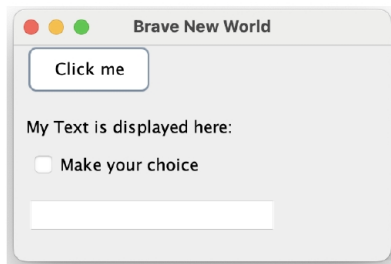 Brave New World
Click me
My Text is displayed here:
Make your choice